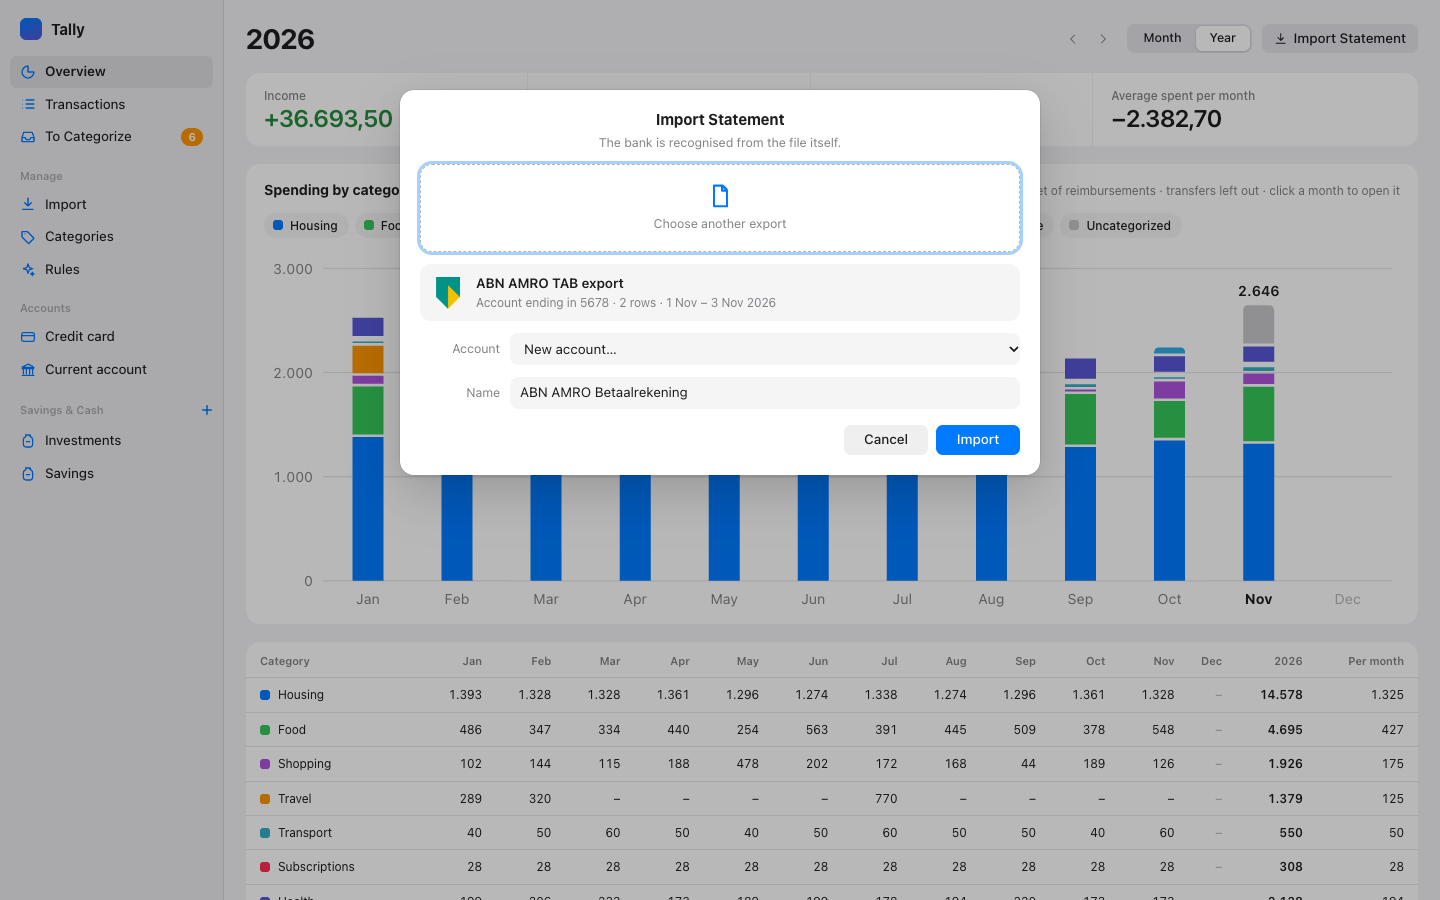 Tally
Overview
Transactions
To Categorize 6
Manage
Import
Categories
Rules
Accounts
Credit card
Current account
Savings & Cash +
Investments
Savings
2026
Month Year Import Statement
Income
+36.693,50
Average spent per month
−2.382,70
Import Statement
The bank is recognised from the file itself.
Choose another export
ABN AMRO TAB export
Account ending in 5678 · 2 rows · 1 Nov – 3 Nov 2026
Account New account...
Name ABN AMRO Betaalrekening
Cancel Import
Spending by
of reimbursements · transfers left out · click a month to open it
Housing Uncategorized
3.000
2.646
2.000
1.000
0
Jan Feb Mar Apr May Jun Jul Aug Sep Oct Nov Dec
Category Jan Feb Mar Apr May Jun Jul Aug Sep Oct Nov Dec 2026 Per month
Housing 1.393 1.328 1.328 1.361 1.296 1.274 1.338 1.274 1.296 1.361 1.328 – 14.578 1.325
Food 486 347 334 440 254 563 391 445 509 378 548 – 4.695 427
Shopping 102 144 115 188 478 202 172 168 44 189 126 – 1.926 175
Travel 289 320 – – – – 770 – – – – – 1.379 125
Transport 40 50 60 50 40 50 60 50 50 40 60 – 550 50
Subscriptions 28 28 28 28 28 28 28 28 28 28 28 – 308 28